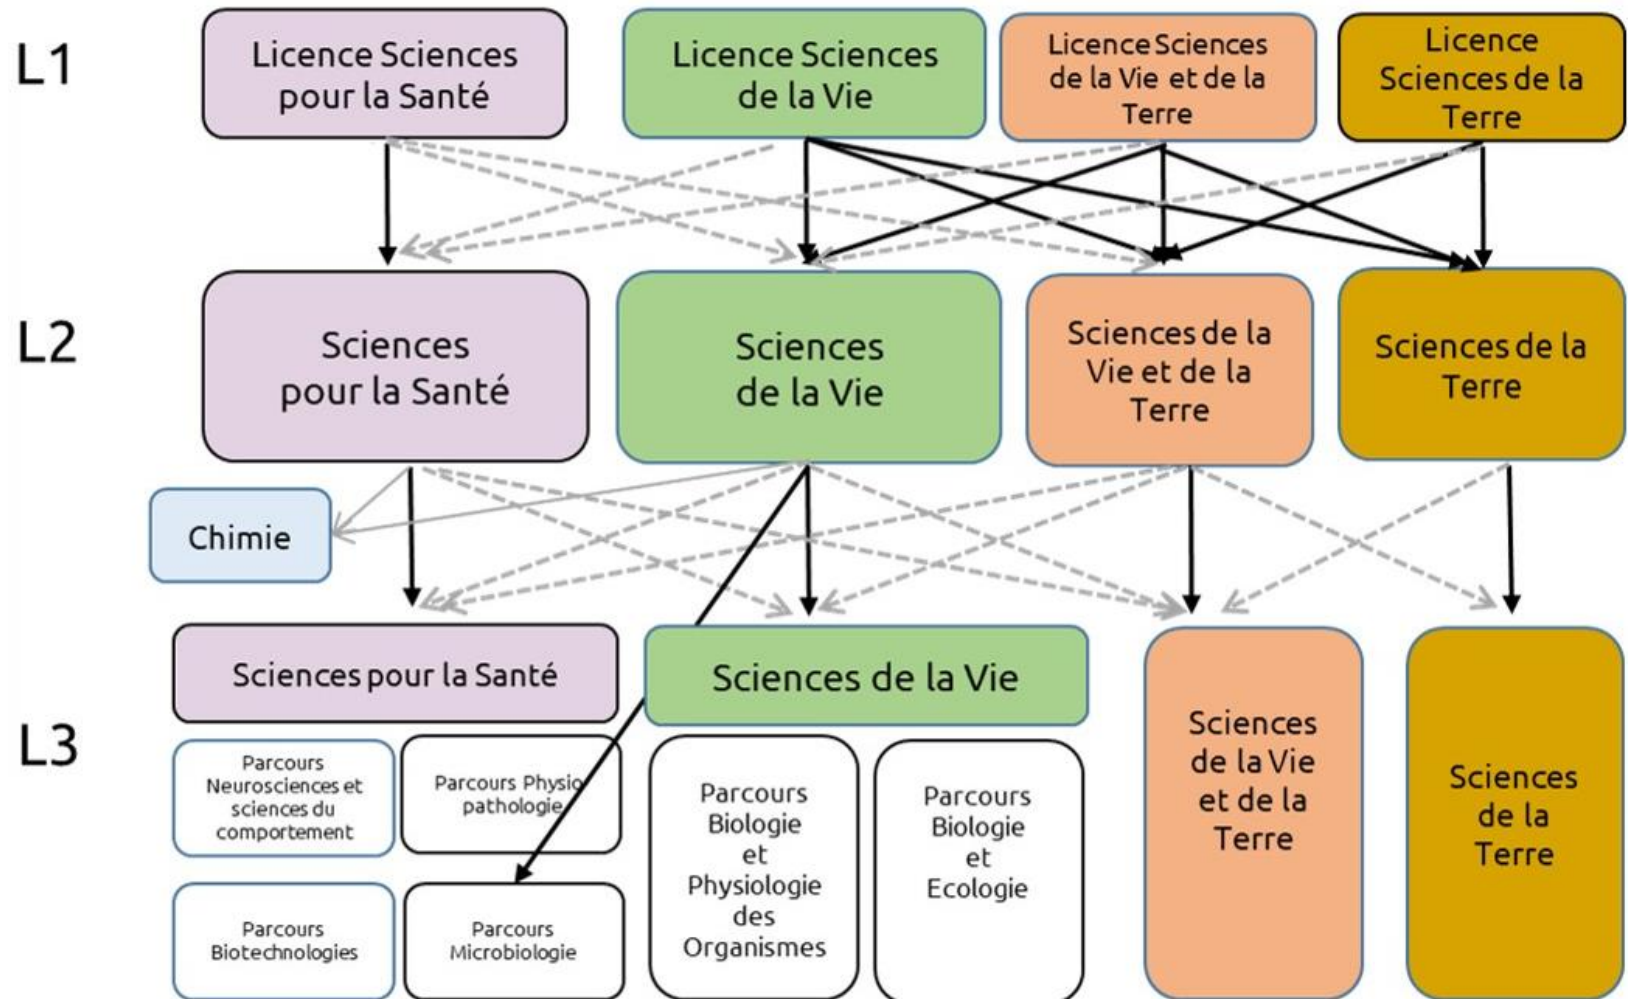 L1
Licence Sciences
pour la Santé
Licence Sciences
de la Vie
Licence Sciences
de la Vie et de la
Terre
Licence
Sciences de la
Terre
L2
Sciences
pour la Santé
Sciences
de la Vie
Sciences de la
Vie et de la
Terre
Sciences de la
Terre
Chimie
L3
Sciences pour la Santé
Sciences de la Vie
Parcours
Neurosciences et
sciences du
comportement
Parcours Physio
pathologie
Parcours
Biotechnologies
Parcours
Microbiologie
Parcours
Biologie
et
Physiologie
des
Organismes
Parcours
Biologie
et
Ecologie
Sciences
de la Vie
et de la
Terre
Sciences
de la
Terre